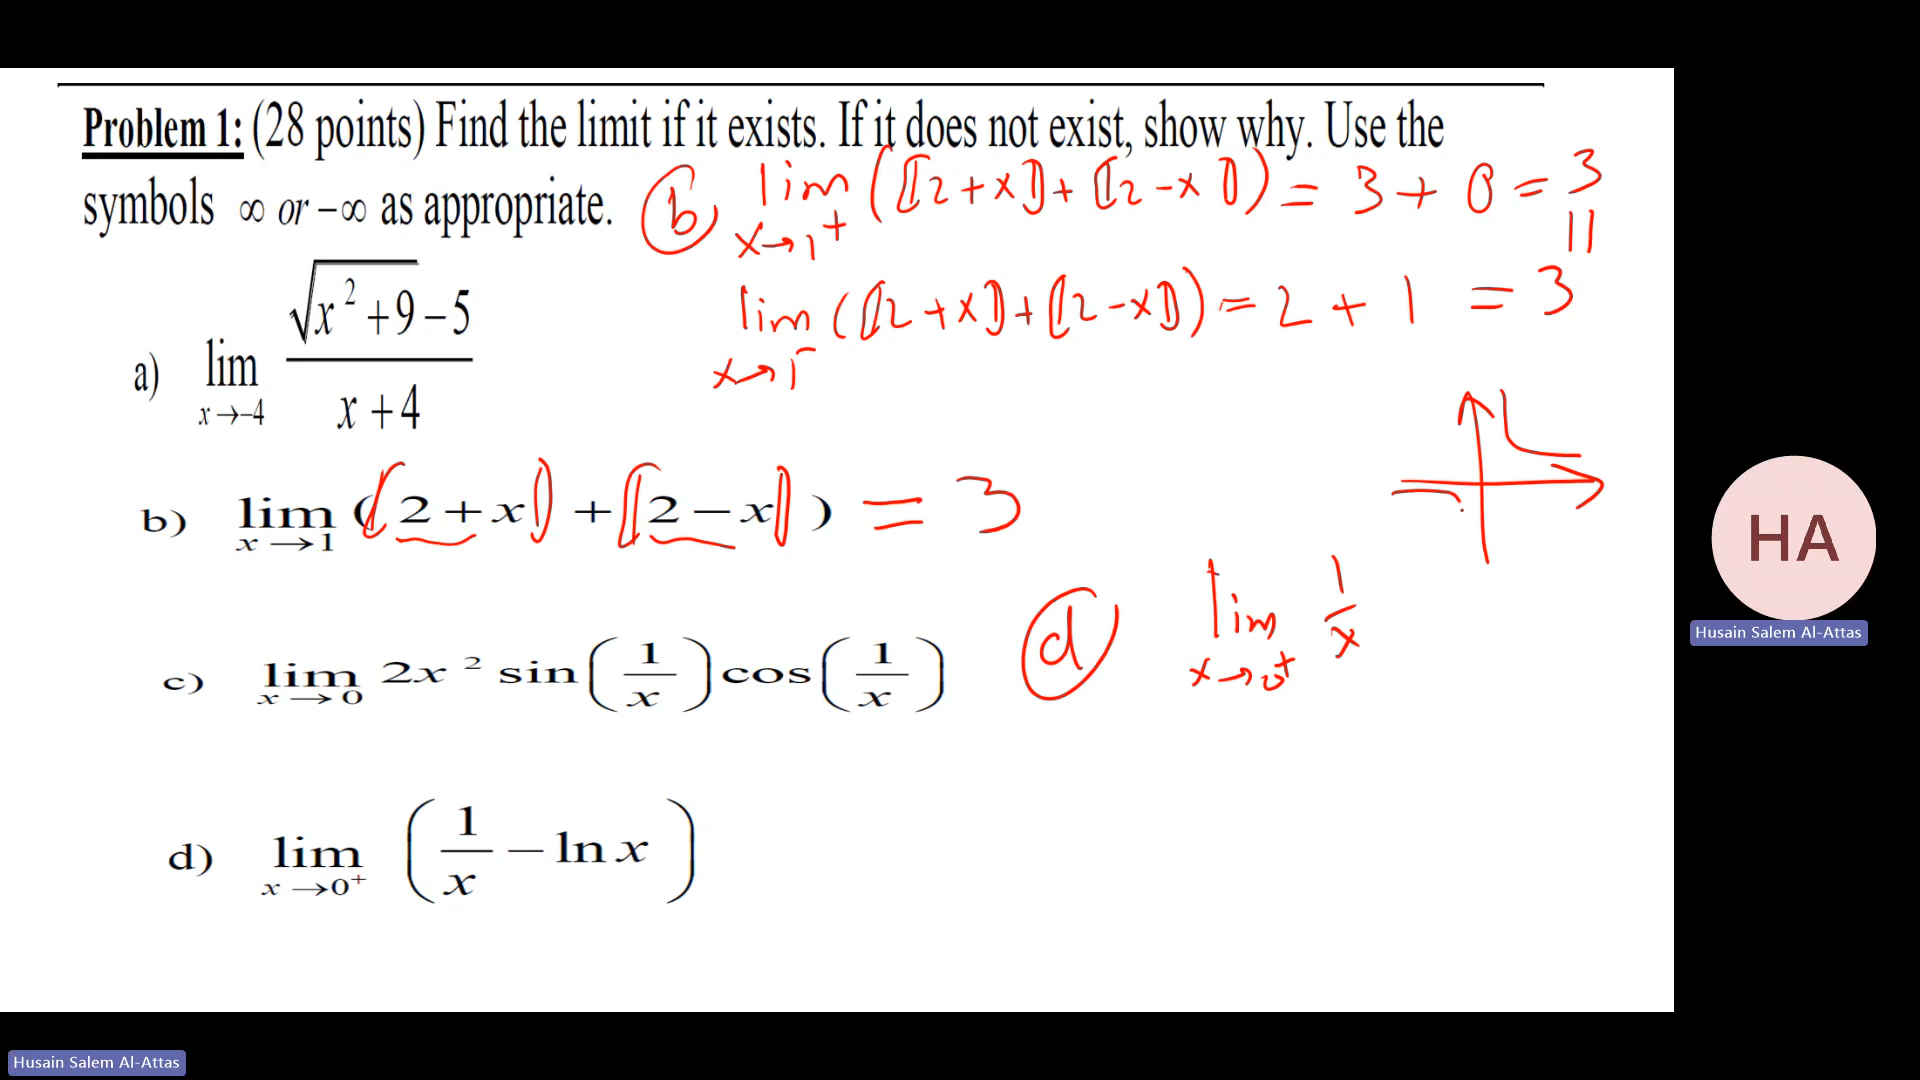 Problem 1: (28 points) Find the limit if it exists. If it does not exist, show why. Use the
symbols ∞ or −∞ as appropriate.
ⓑ lim x→1⁺ (⟦2+x⟧+⟦2-x⟧) = 3 + 0 = 3
||
lim x→1⁻ (⟦2+x⟧+⟦2-x⟧) = 2 + 1 = 3
a) lim x→−4 (√(x²+9)−5)/(x+4)
b) lim x→1 (⟦2+x⟧+⟦2−x⟧) = 3
ⓓ lim x→0⁺ 1/x
c) lim x→0 2x² sin(1/x) cos(1/x)
d) lim x→0⁺ (1/x − ln x)
HA
Husain Salem Al-Attas
Husain Salem Al-Attas